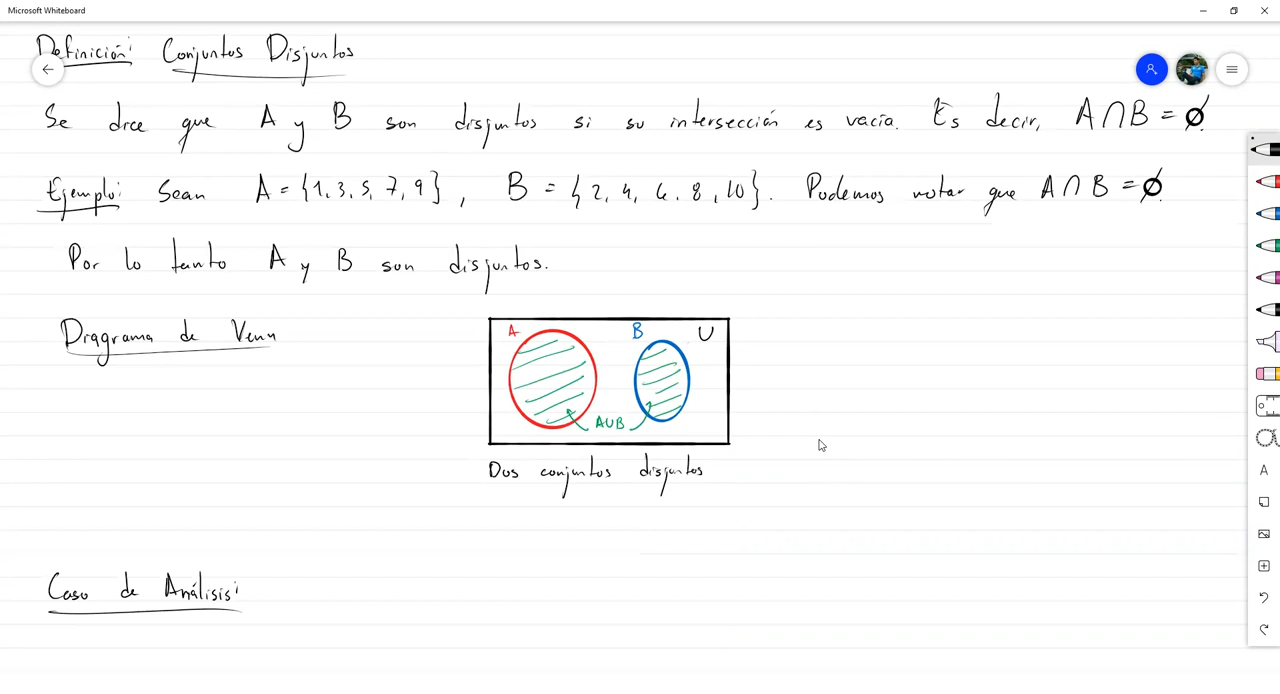 Microsoft Whiteboard
Definición: Conjuntos Disjuntos
Se dice que A y B son disjuntos si su intersección es vacía. Es decir, A∩B = ∅.
Ejemplo: Sean A = {1, 3, 5, 7, 9}, B = {2, 4, 6, 8, 10}. Podemos notar que A∩B = ∅.
Por lo tanto A y B son disjuntos.
Diagrama de Venn
A B U
A∪B
Dos conjuntos disjuntos
Caso de Análisis: